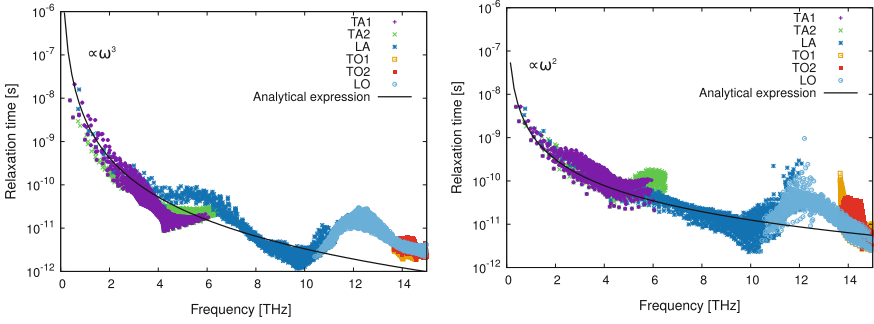 10⁻⁶
10⁻⁷
10⁻⁸
10⁻⁹
10⁻¹⁰
10⁻¹¹
10⁻¹²
Relaxation time [s]
∝ω³
TA1
TA2
LA
TO1
TO2
LO
Analytical expression
0 2 4 6 8 10 12 14
Frequency [THz]
10⁻⁶
10⁻⁷
10⁻⁸
10⁻⁹
10⁻¹⁰
10⁻¹¹
10⁻¹²
Relaxation time [s]
∝ω²
TA1
TA2
LA
TO1
TO2
LO
Analytical expression
0 2 4 6 8 10 12 14
Frequency [THz]